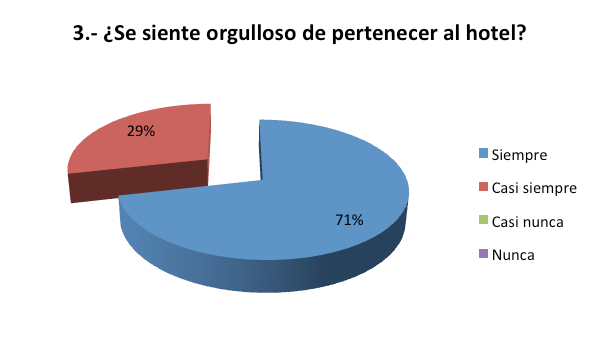 3.- ¿Se siente orgulloso de pertenecer al hotel?
29%
71%
Siempre
Casi siempre
Casi nunca
Nunca